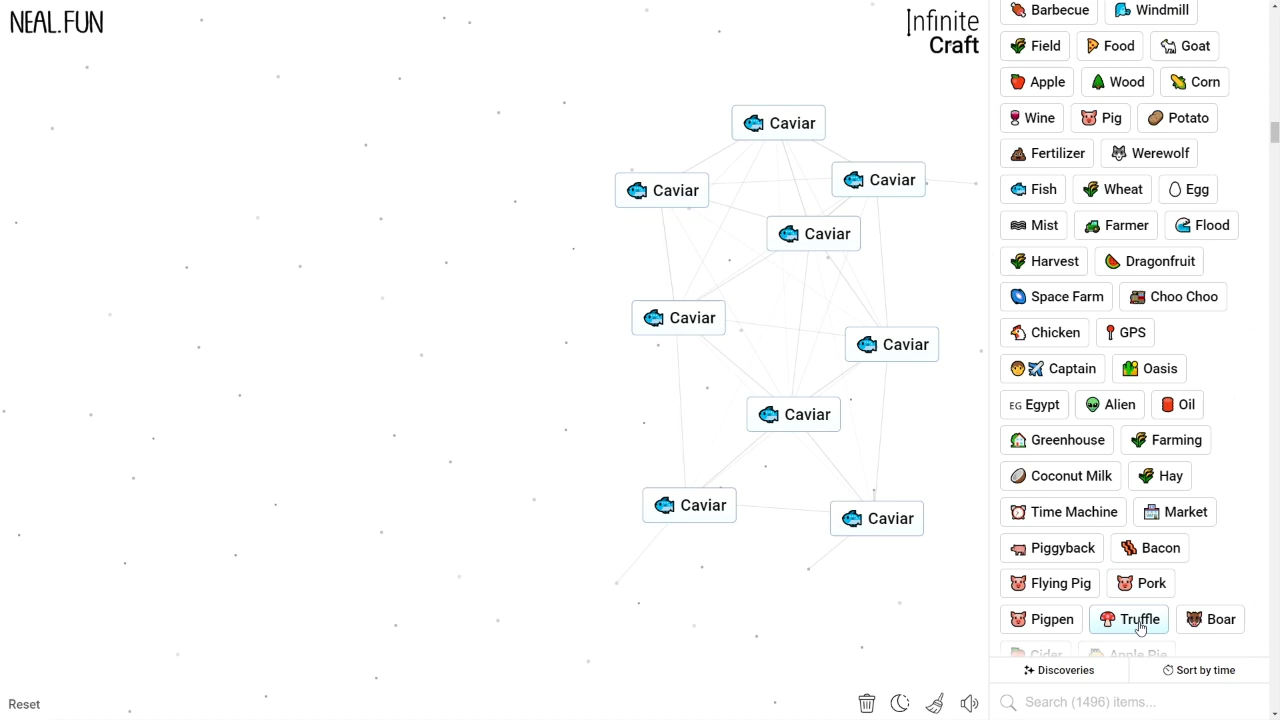 NEAL.FUN
Infinite
Craft
Caviar
Caviar
Caviar
Caviar
Caviar
Caviar
Caviar
Caviar
Caviar
Barbecue Windmill
Field Food Goat
Apple Wood Corn
Wine Pig Potato
Fertilizer Werewolf
Fish Wheat Egg
Mist Farmer Flood
Harvest Dragonfruit
Space Farm Choo Choo
Chicken GPS
Captain Oasis
EG Egypt Alien Oil
Greenhouse Farming
Coconut Milk Hay
Time Machine Market
Piggyback Bacon
Flying Pig Pork
Pigpen Truffle Boar
Cider Apple Pie
Discoveries Sort by time
Search (1496) items...
Reset